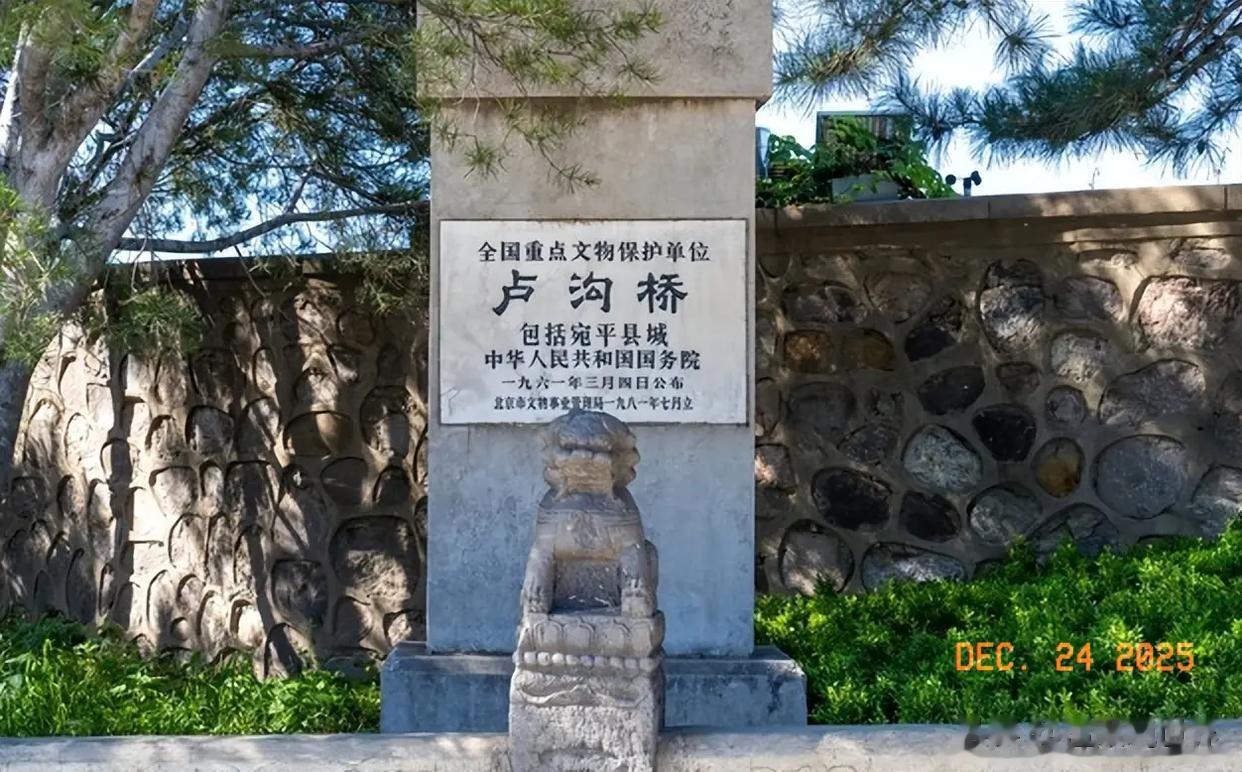 全国重点文物保护单位
卢沟桥
包括宛平县城
中华人民共和国国务院
一九六一年三月四日公布
北京市文物事业管理局一九八一年七月立
DEC. 24 2025